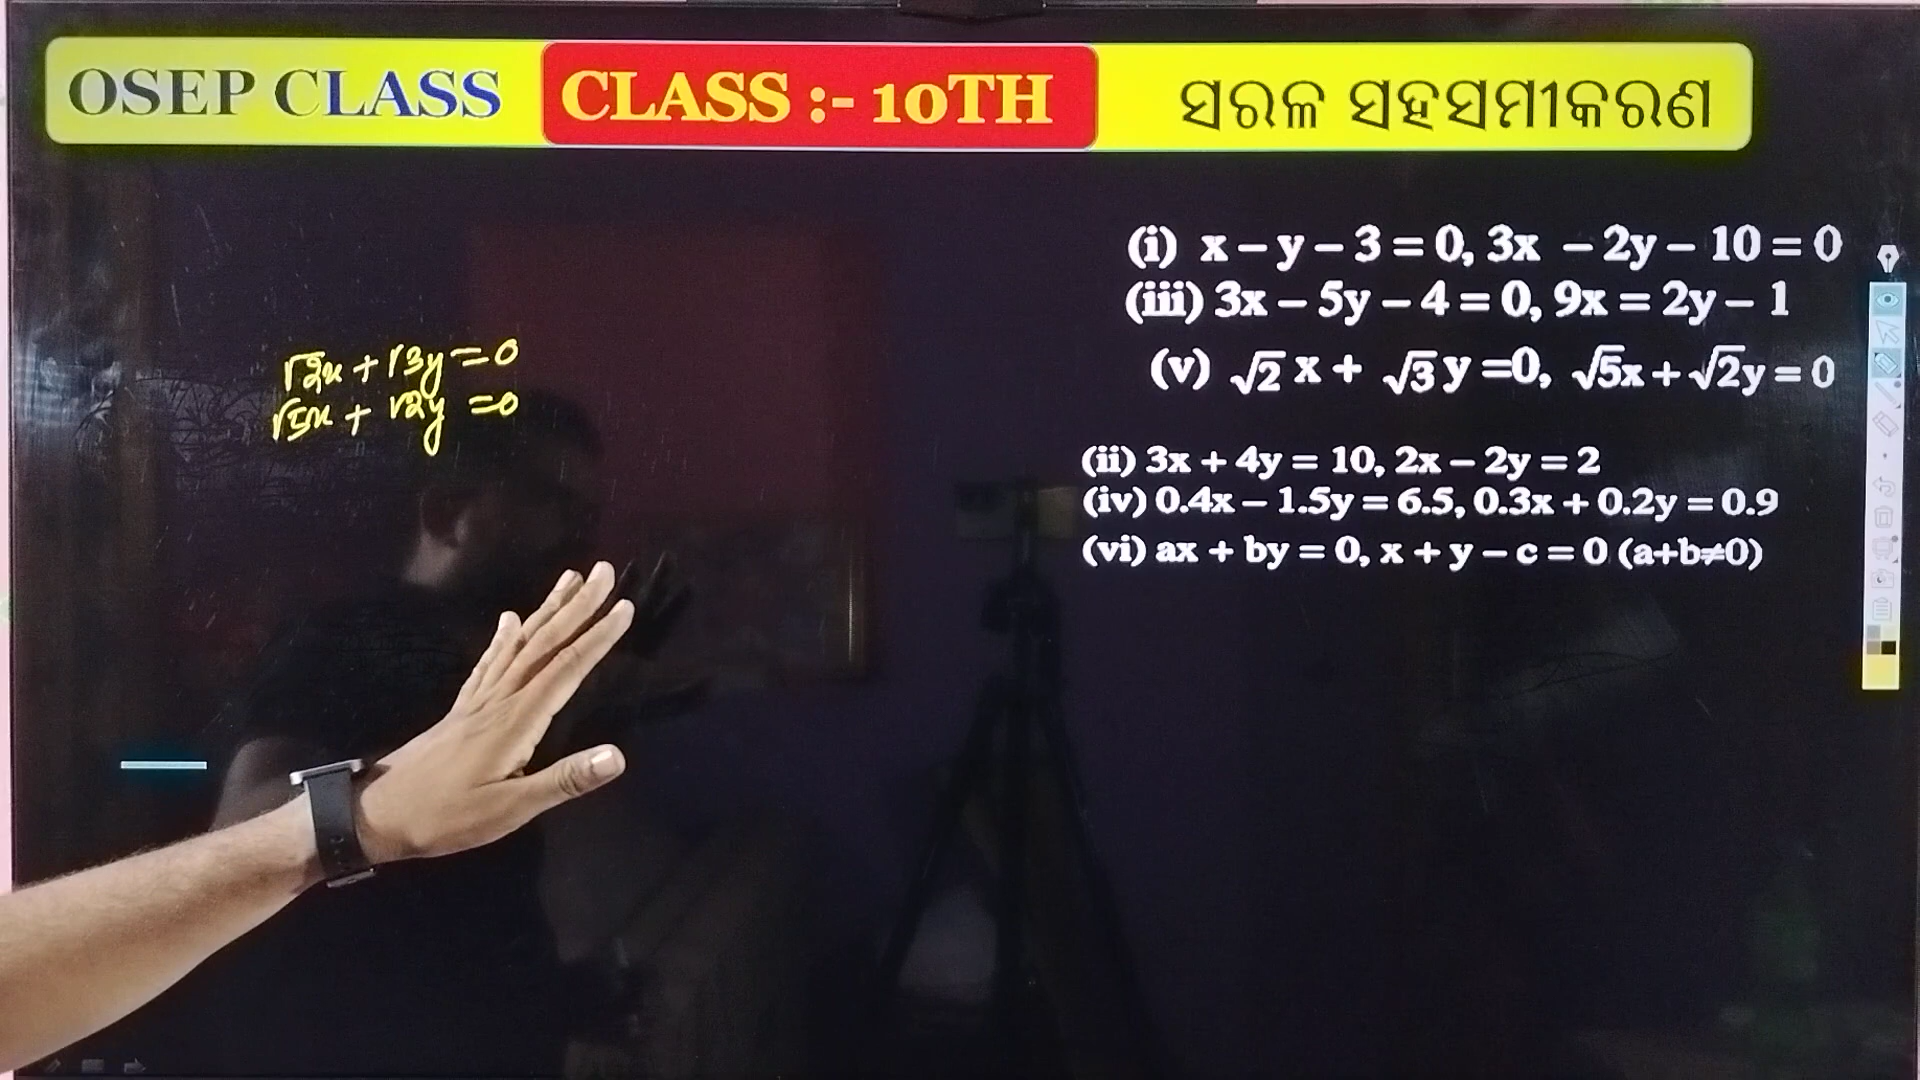 OSEP CLASS CLASS :- 10TH ସରଳ ସହସମୀକରଣ
(i) x – y – 3 = 0, 3x – 2y – 10 = 0
(iii) 3x – 5y – 4 = 0, 9x = 2y – 1
(v) √2 x + √3 y =0, √5x + √2y = 0
(ii) 3x + 4y = 10, 2x – 2y = 2
(iv) 0.4x – 1.5y = 6.5, 0.3x + 0.2y = 0.9
(vi) ax + by = 0, x + y – c = 0 (a+b≠0)
√2x + √3y = 0
√5x + √2y = 0